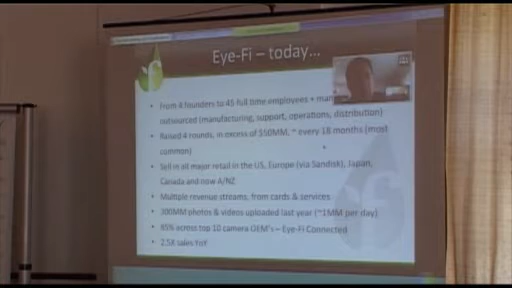 Eye-Fi – today...
• From 4 founders to 45 full time employees +
outsourced (manufacturing, support, operations, distribution)
• Raised 4 rounds, in excess of $50MM, ~ every 18 months (most
common)
• Sell in all major retail in the US, Europe (via Sandisk), Japan,
Canada and now A/NZ
• Multiple revenue streams, from cards & services
• 300MM photos & videos uploaded last year (~1MM per day)
• 85% across top 10 camera OEM's – Eye-Fi Connected
• 2.5X sales YoY